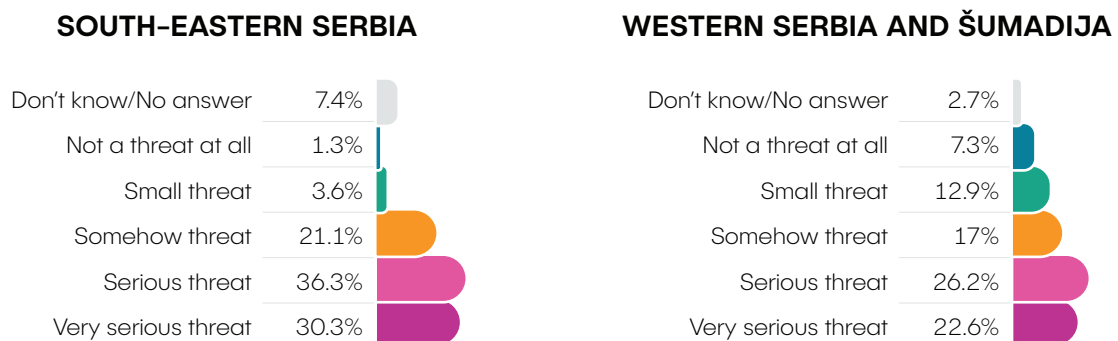 SOUTH-EASTERN SERBIA
Don't know/No answer 7.4%
Not a threat at all 1.3%
Small threat 3.6%
Somehow threat 21.1%
Serious threat 36.3%
Very serious threat 30.3%
WESTERN SERBIA AND ŠUMADIJA
Don't know/No answer 2.7%
Not a threat at all 7.3%
Small threat 12.9%
Somehow threat 17%
Serious threat 26.2%
Very serious threat 22.6%